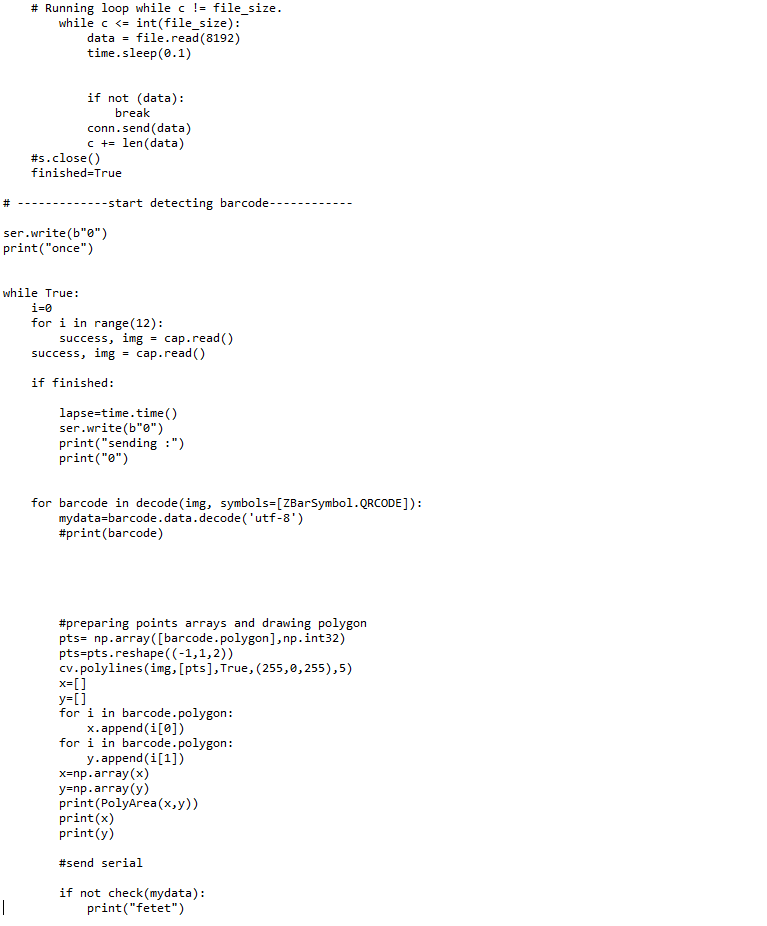 # Running loop while c != file_size.
        while c <= int(file_size):
            data = file.read(8192)
            time.sleep(0.1)
            if not (data):
                break
            conn.send(data)
            c += len(data)
    #s.close()
    finished=True
# -------------start detecting barcode------------
ser.write(b"0")
print("once")
while True:
    i=0
    for i in range(12):
        success, img = cap.read()
    success, img = cap.read()
    if finished:
        lapse=time.time()
        ser.write(b"0")
        print("sending :")
        print("0")
    for barcode in decode(img, symbols=[ZBarSymbol.QRCODE]):
        mydata=barcode.data.decode('utf-8')
        #print(barcode)
        #preparing points arrays and drawing polygon
        pts= np.array([barcode.polygon],np.int32)
        pts=pts.reshape((-1,1,2))
        cv.polylines(img,[pts],True,(255,0,255),5)
        x=[]
        y=[]
        for i in barcode.polygon:
            x.append(i[0])
        for i in barcode.polygon:
            y.append(i[1])
        x=np.array(x)
        y=np.array(y)
        print(PolyArea(x,y))
        print(x)
        print(y)
        #send serial
        if not check(mydata):
            print("fetet")